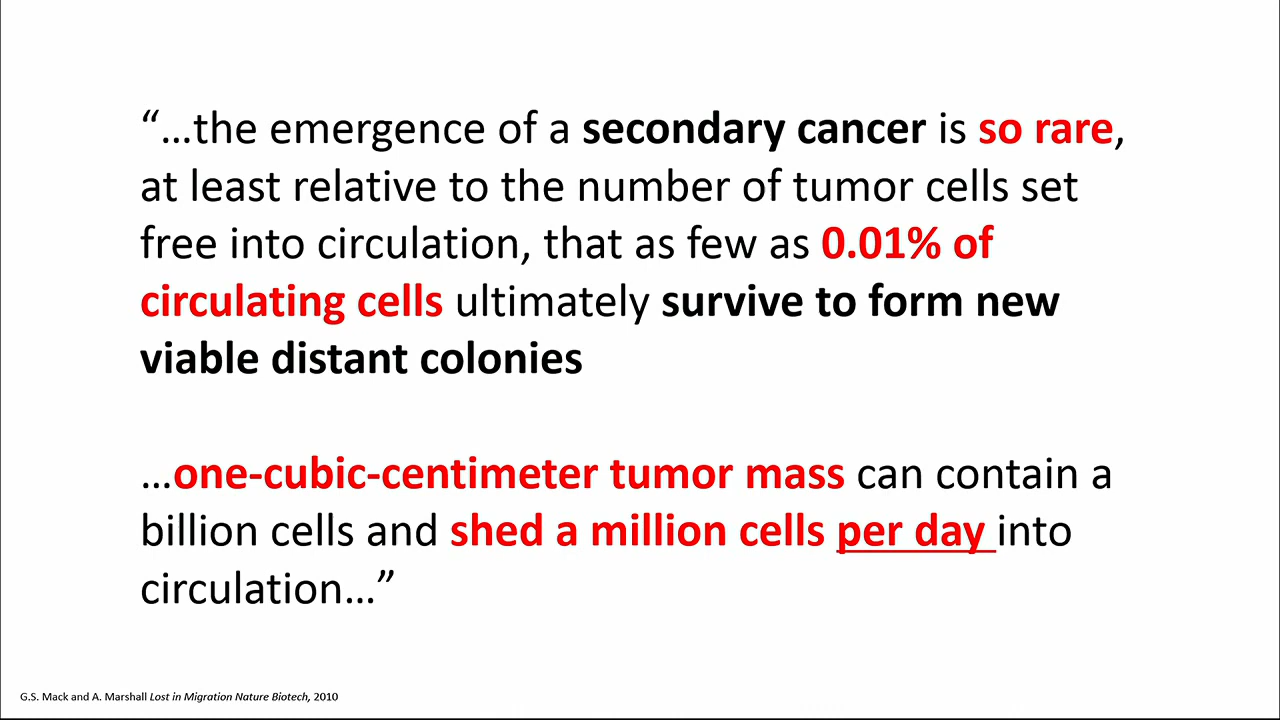 “…the emergence of a secondary cancer is so rare,
at least relative to the number of tumor cells set
free into circulation, that as few as 0.01% of
circulating cells ultimately survive to form new
viable distant colonies
…one-cubic-centimeter tumor mass can contain a
billion cells and shed a million cells per day into
circulation…”
G.S. Mack and A. Marshall Lost in Migration Nature Biotech, 2010